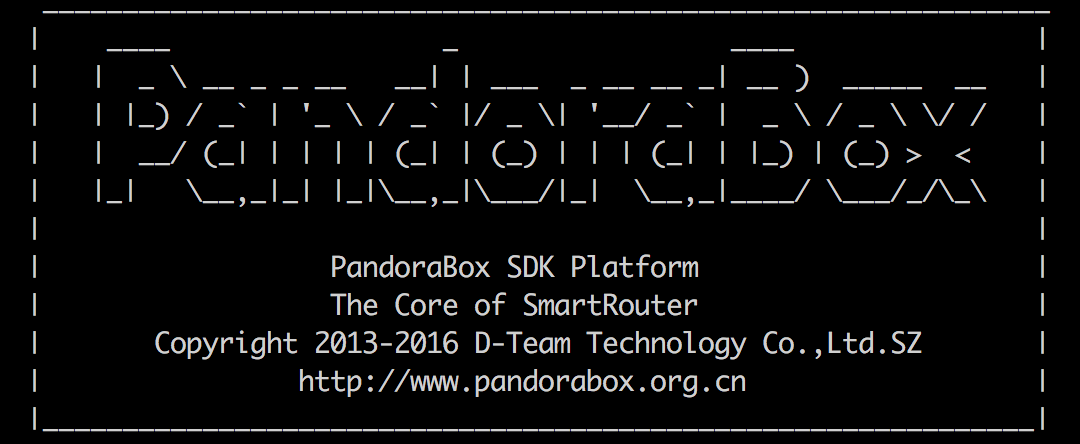 PandoraBox
PandoraBox SDK Platform
The Core of SmartRouter
Copyright 2013-2016 D-Team Technology Co.,Ltd.SZ
http://www.pandorabox.org.cn